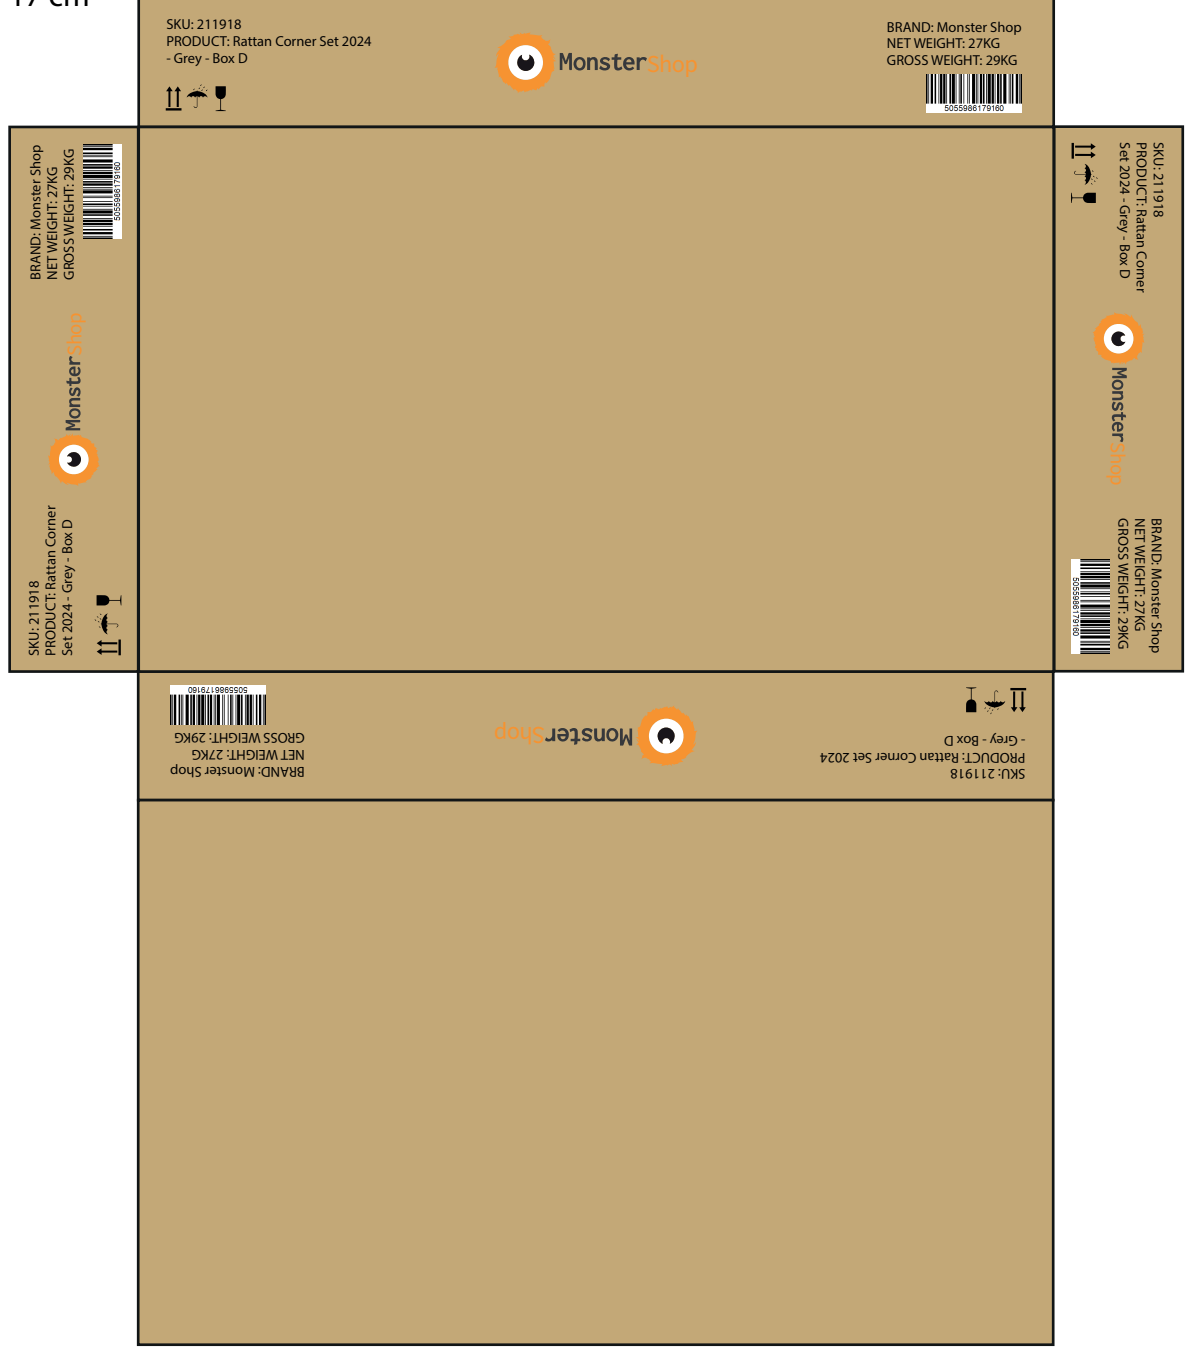 17 cm
SKU: 211918
PRODUCT: Rattan Corner Set 2024
- Grey - Box D
MonsterShop
BRAND: Monster Shop
NET WEIGHT: 27KG
GROSS WEIGHT: 29KG
5055986179160
BRAND: Monster Shop
NET WEIGHT: 27KG
GROSS WEIGHT: 29KG
5055986179160
MonsterShop
SKU: 211918
PRODUCT: Rattan Corner
Set 2024 - Grey - Box D
SKU: 211918
PRODUCT: Rattan Corner
Set 2024 - Grey - Box D
MonsterShop
BRAND: Monster Shop
NET WEIGHT: 27KG
GROSS WEIGHT: 29KG
5055986179160
SKU: 211918
PRODUCT: Rattan Corner Set 2024
- Grey - Box D
MonsterShop
BRAND: Monster Shop
NET WEIGHT: 27KG
GROSS WEIGHT: 29KG
5055986179160